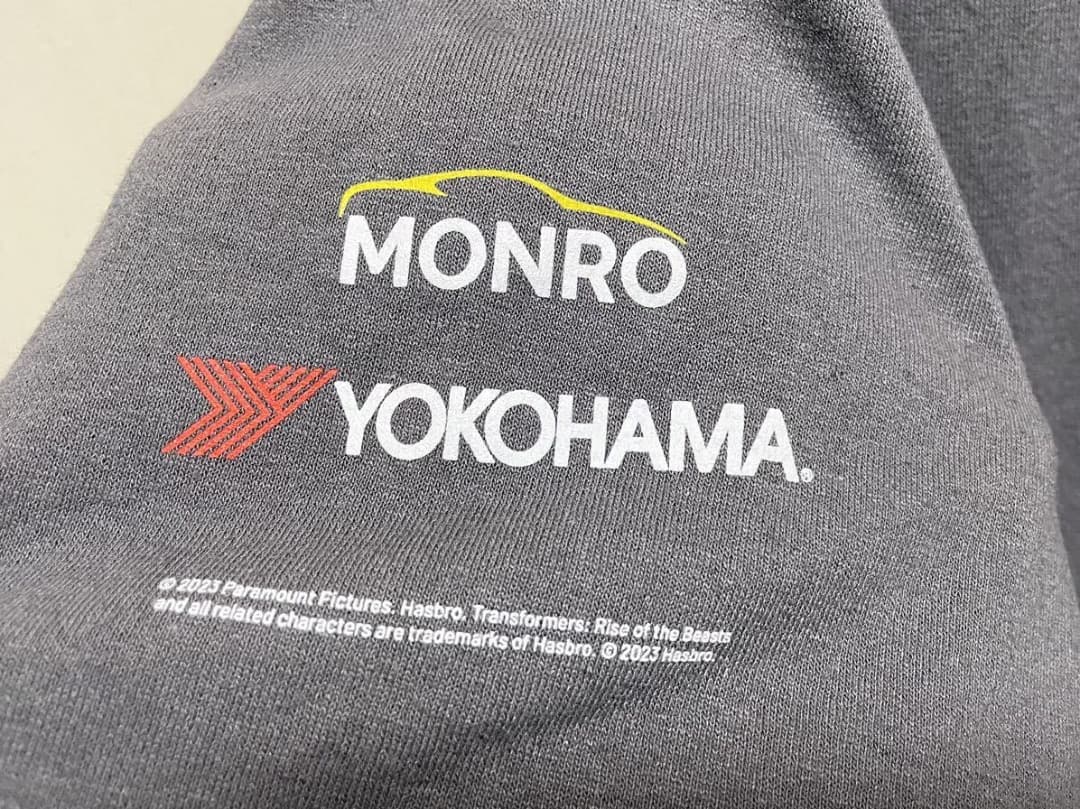 MONRO
YOKOHAMA®
© 2023 Paramount Pictures. Hasbro, Transformers: Rise of the Beasts
and all related characters are trademarks of Hasbro. © 2023 Hasbro.